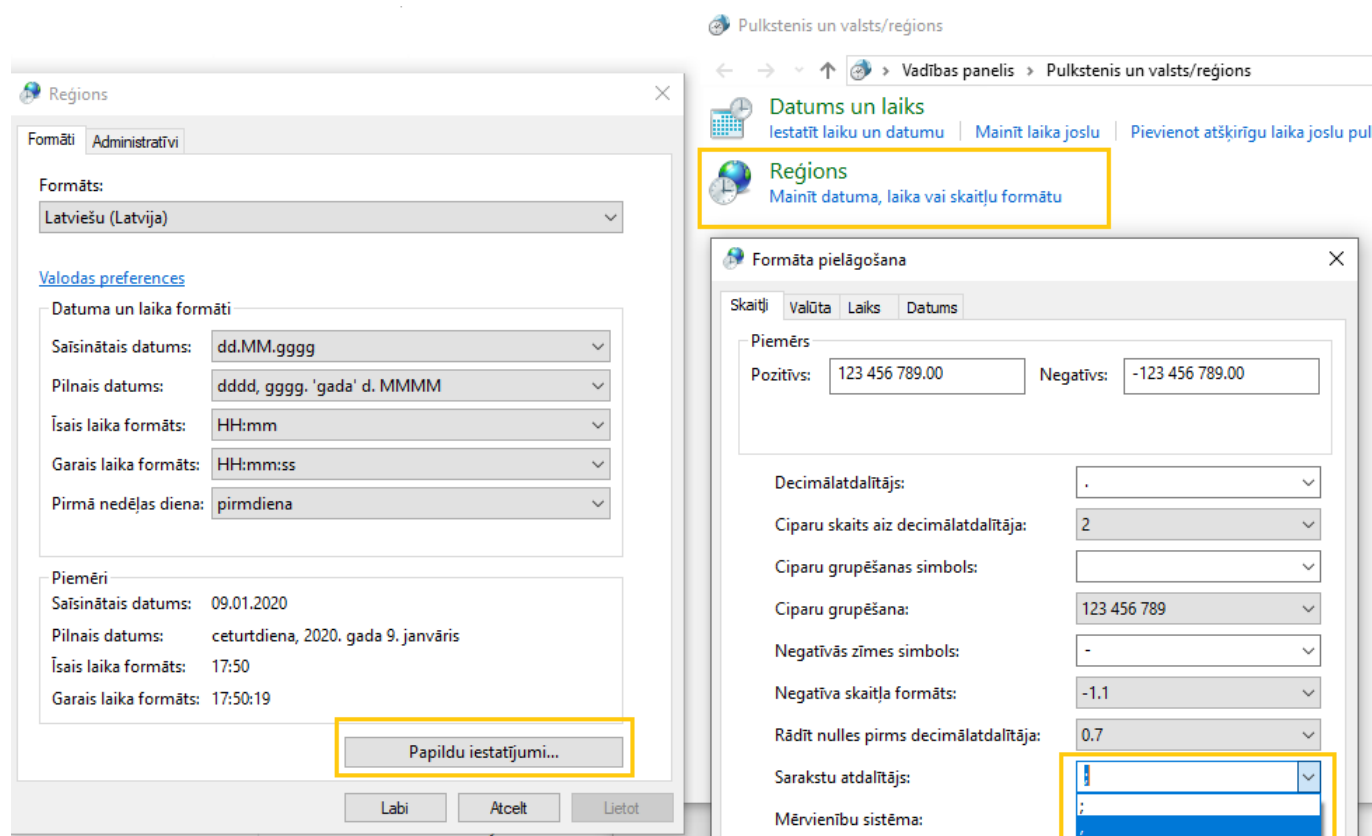 Reģions
Formāti
Administratīvi
Formāts:
Latviešu (Latvija)
Valodas preferences
Datuma un laika formāti
Saīsinātais datums: dd.MM.gggg
Pilnais datums: dddd, gggg. 'gada' d. MMMM
Īsais laika formāts: HH:mm
Garais laika formāts: HH:mm:ss
Pirmā nedēļas diena: pirmdiena
Piemēri
Saīsinātais datums: 09.01.2020
Pilnais datums: ceturtdiena, 2020. gada 9. janvāris
Īsais laika formāts: 17:50
Garais laika formāts: 17:50:19
Papildu iestatījumi...
Labi Atcelt Lietot
Pulkstenis un valsts/reģions
Vadības panelis › Pulkstenis un valsts/reģions
Datums un laiks
Iestatīt laiku un datumu Mainīt laika joslu Pievienot atšķirīgu laika joslu pul
Reģions
Mainīt datuma, laika vai skaitļu formātu
Formāta pielāgošana
Skaitļi Valūta Laiks Datums
Piemērs
Pozitīvs: 123 456 789.00 Negatīvs: -123 456 789.00
Decimālatdalītājs: .
Ciparu skaits aiz decimālatdalītāja: 2
Ciparu grupēšanas simbols:
Ciparu grupēšana: 123 456 789
Negatīvās zīmes simbols: -
Negatīva skaitļa formāts: -1.1
Rādīt nulles pirms decimālatdalītāja: 0.7
Sarakstu atdalītājs: ;
;
Mērvienību sistēma: